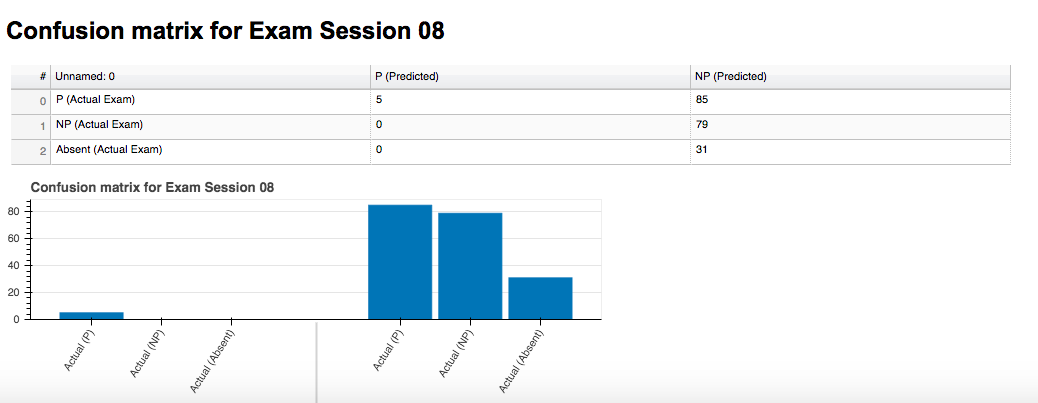 Confusion matrix for Exam Session 08
# Unnamed: 0 P (Predicted) NP (Predicted)
0 P (Actual Exam) 5 85
1 NP (Actual Exam) 0 79
2 Absent (Actual Exam) 0 31
Confusion matrix for Exam Session 08
80
60
40
20
0
Actual (P) Actual (NP) Actual (Absent) Actual (P) Actual (NP) Actual (Absent)